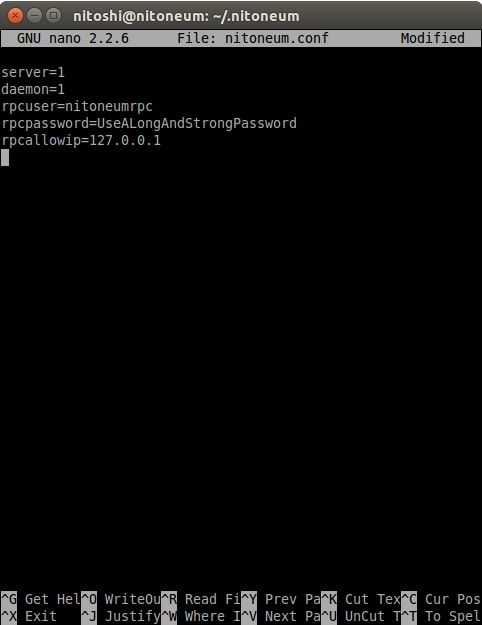 nitoshi@nitoneum: ~/.nitoneum
GNU nano 2.2.6 File: nitoneum.conf Modified
server=1
daemon=1
rpcuser=nitoneumrpc
rpcpassword=UseALongAndStrongPassword
rpcallowip=127.0.0.1
^G Get Hel^O WriteOu^R Read Fi^Y Prev Pa^K Cut Tex^C Cur Pos
^X Exit ^J Justify^W Where I^V Next Pa^U UnCut T^T To Spel